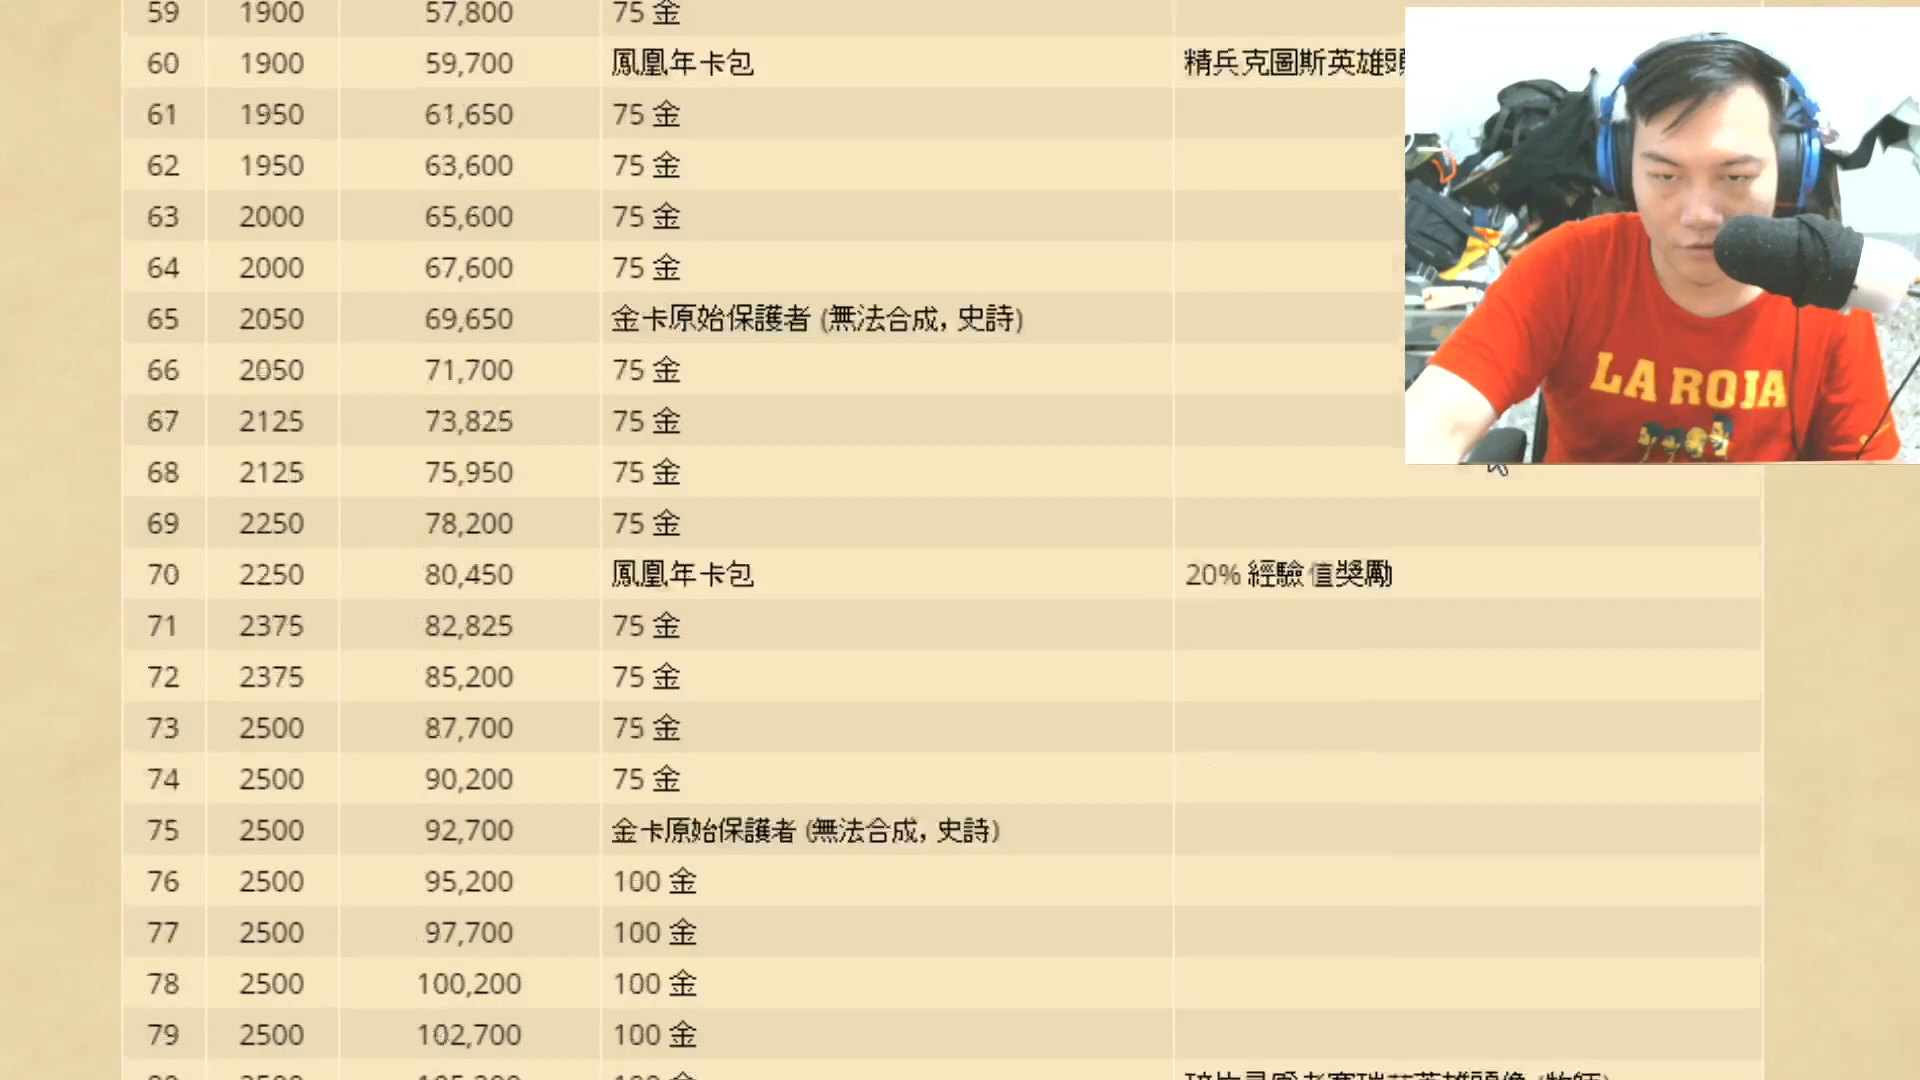 59 1900 57,800 75 金
60 1900 59,700 鳳凰年卡包 精兵克圖斯英雄頭
61 1950 61,650 75 金
62 1950 63,600 75 金
63 2000 65,600 75 金
64 2000 67,600 75 金
65 2050 69,650 金卡原始保護者 (無法合成, 史詩)
66 2050 71,700 75 金
67 2125 73,825 75 金
68 2125 75,950 75 金
69 2250 78,200 75 金
70 2250 80,450 鳳凰年卡包 20% 經驗值獎勵
71 2375 82,825 75 金
72 2375 85,200 75 金
73 2500 87,700 75 金
74 2500 90,200 75 金
75 2500 92,700 金卡原始保護者 (無法合成, 史詩)
76 2500 95,200 100 金
77 2500 97,700 100 金
78 2500 100,200 100 金
79 2500 102,700 100 金
LA ROJA